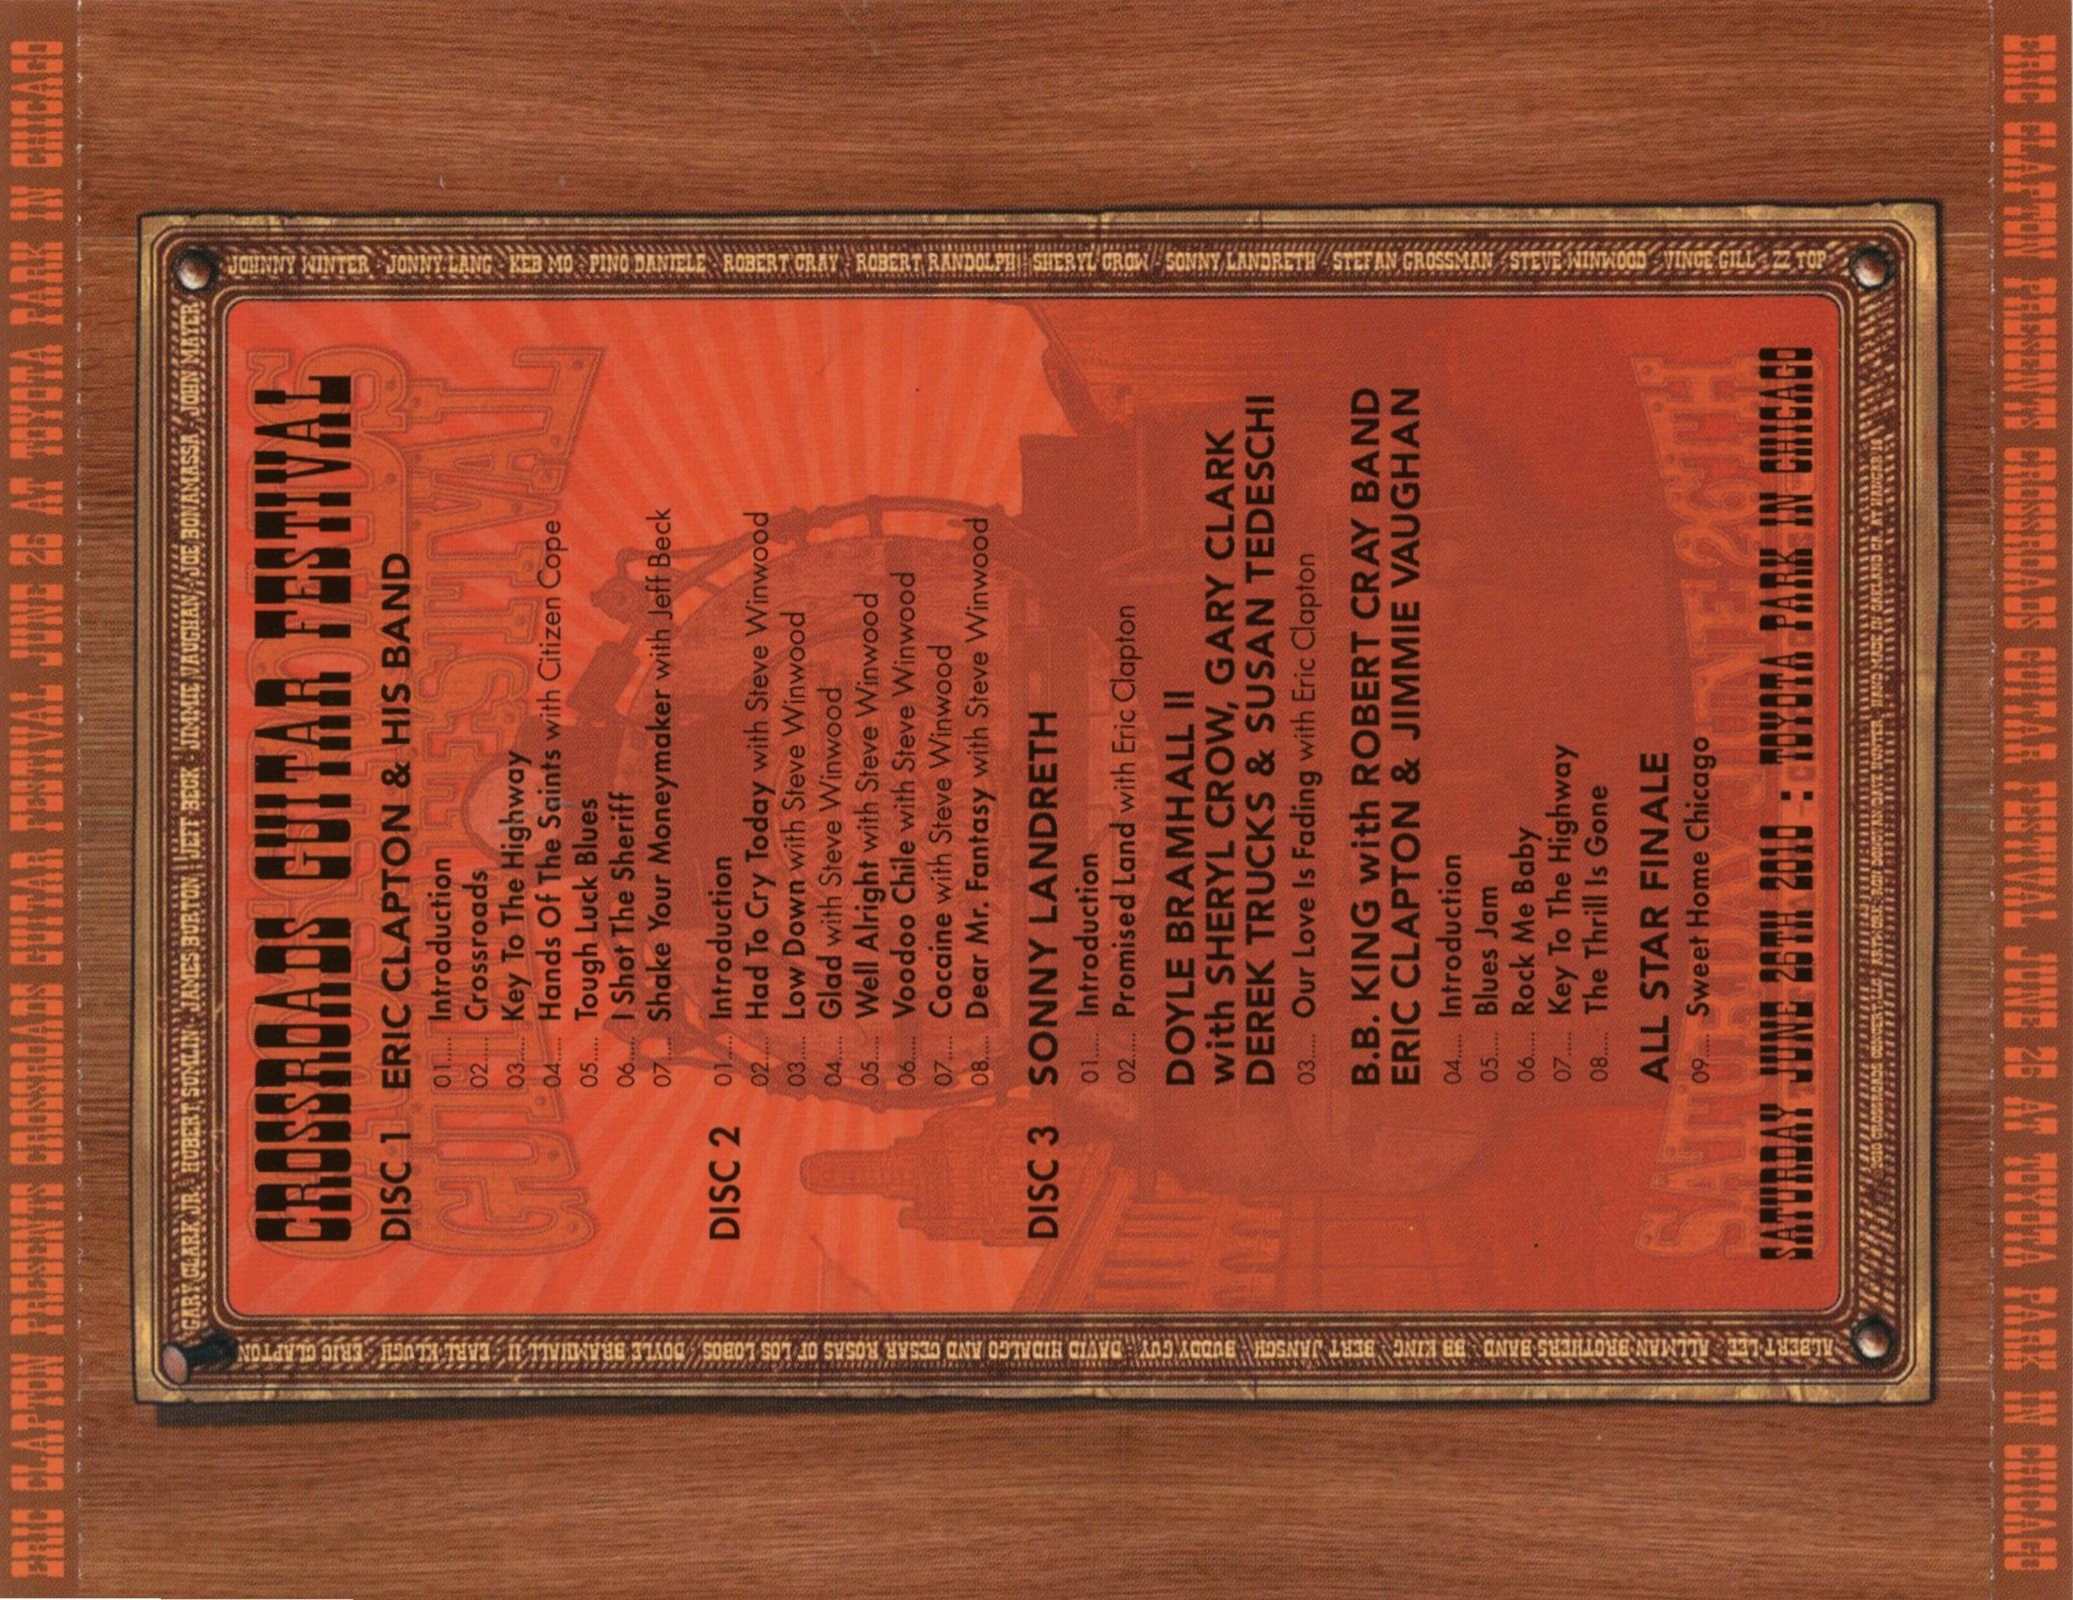 ERIC CLAPTON PRESENTS CROSSROADS GUITAR FESTIVAL JUNE 26 AT TOYOTA PARK IN CHICAGO
GARY CLARK JR. HUBERT SUMLIN JAMES BURTON JEFF BECK JIMMIE VAUGHAN JOE BONAMASSA JOHN MAYER
JOHNNY WINTER JONNY LANG KEB MO PINO DANIELE ROBERT CRAY ROBERT RANDOLPH SHERYL CROW SONNY LANDRETH STEFAN GROSSMAN STEVE WINWOOD VINCE GILL ZZ TOP
CROSSROADS GUITAR FESTIVAL
DISC 1 ERIC CLAPTON & HIS BAND
01..... Introduction
02..... Crossroads
03..... Key To The Highway
04..... Hands Of The Saints with Citizen Cope
05..... Tough Luck Blues
06..... I Shot The Sheriff
07..... Shake Your Moneymaker with Jeff Beck
DISC 2
01..... Introduction
02..... Had To Cry Today with Steve Winwood
03..... Low Down with Steve Winwood
04..... Glad with Steve Winwood
05..... Well Alright with Steve Winwood
06..... Voodoo Chile with Steve Winwood
07..... Cocaine with Steve Winwood
08..... Dear Mr. Fantasy with Steve Winwood
DISC 3 SONNY LANDRETH
01..... Introduction
02..... Promised Land with Eric Clapton
DOYLE BRAMHALL II
with SHERYL CROW, GARY CLARK
DEREK TRUCKS & SUSAN TEDESCHI
03..... Our Love Is Fading with Eric Clapton
B.B. KING with ROBERT CRAY BAND
ERIC CLAPTON & JIMMIE VAUGHAN
04..... Introduction
05..... Blues Jam
06..... Rock Me Baby
07..... Key To The Highway
08..... The Thrill Is Gone
ALL STAR FINALE
09..... Sweet Home Chicago
SATURDAY JUNE 26TH
SATURDAY JUNE 26TH 2010 : TOYOTA PARK IN CHICAGO
ALBERT LEE ALLMAN BROTHERS BAND BB KING BERT JANSCH BUDDY GUY DAVID HIDALGO AND CESAR ROSAS OF LOS LOBOS DOYLE BRAMHALL II EARL KLUGH ERIC CLAPTON
ERIC CLAPTON PRESENTS CROSSROADS GUITAR FESTIVAL JUNE 26 AT TOYOTA PARK IN CHICAGO